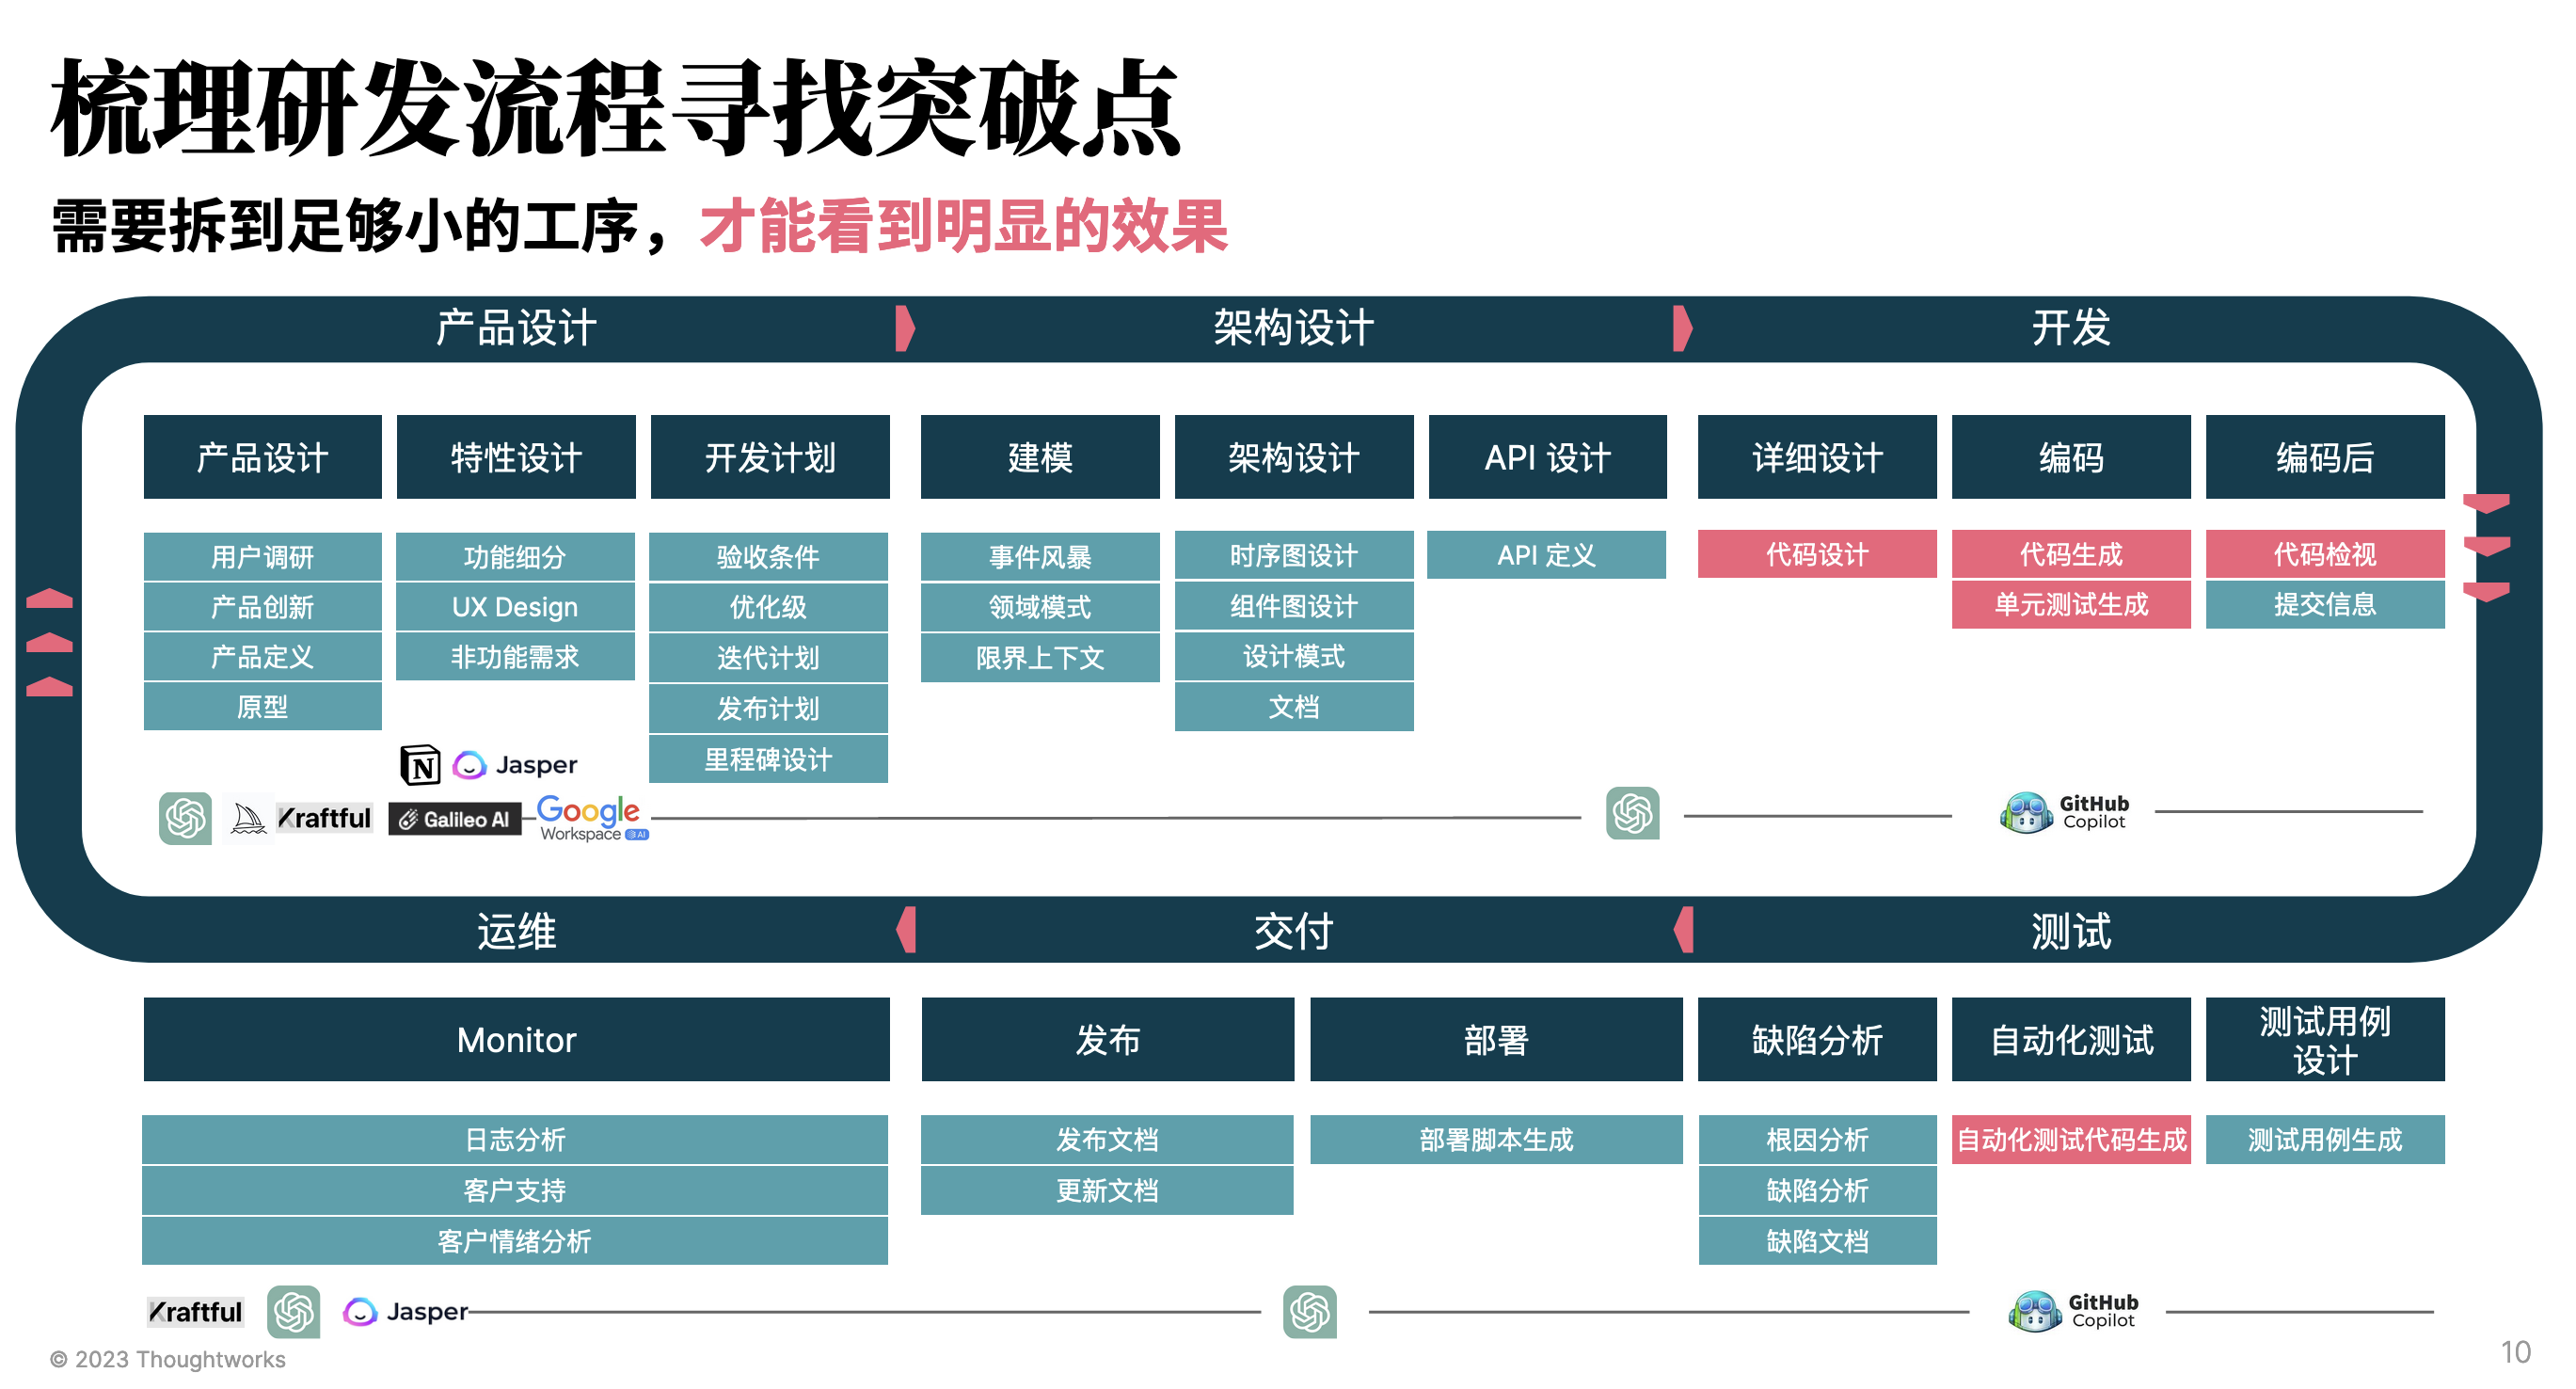 梳理研发流程寻找突破点
需要拆到足够小的工序，才能看到明显的效果
产品设计
架构设计
开发
产品设计
特性设计
开发计划
建模
架构设计
API 设计
详细设计
编码
编码后
用户调研
产品创新
产品定义
原型
功能细分
UX Design
非功能需求
验收条件
优化级
迭代计划
发布计划
里程碑设计
事件风暴
领域模式
限界上下文
时序图设计
组件图设计
设计模式
文档
API 定义
代码设计
代码生成
单元测试生成
代码检视
提交信息
Jasper
Kraftful
Galileo AI
Google
Workspace AI
GitHub
Copilot
运维
交付
测试
Monitor
发布
部署
缺陷分析
自动化测试
测试用例
设计
日志分析
客户支持
客户情绪分析
发布文档
更新文档
部署脚本生成
根因分析
缺陷分析
缺陷文档
自动化测试代码生成
测试用例生成
Kraftful
Jasper
GitHub
Copilot
© 2023 Thoughtworks
10